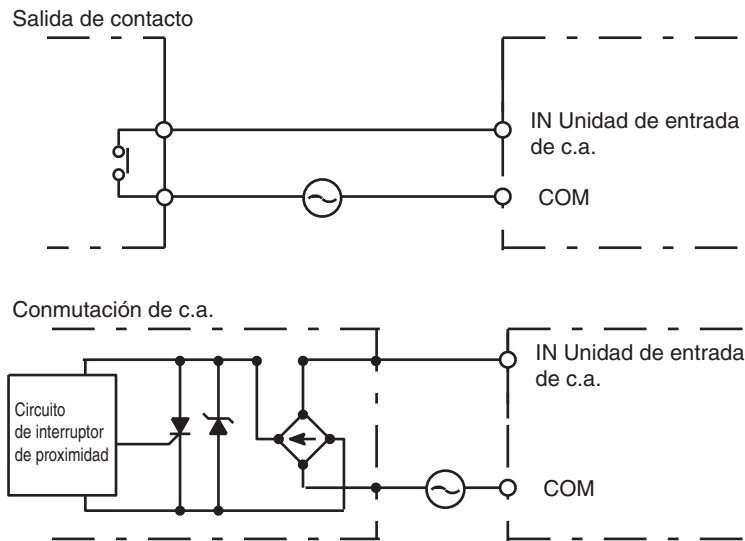 Salida de contacto
IN Unidad de entrada
de c.a.
COM
Conmutación de c.a.
IN Unidad de entrada
de c.a.
Circuito
de interruptor
de proximidad
COM